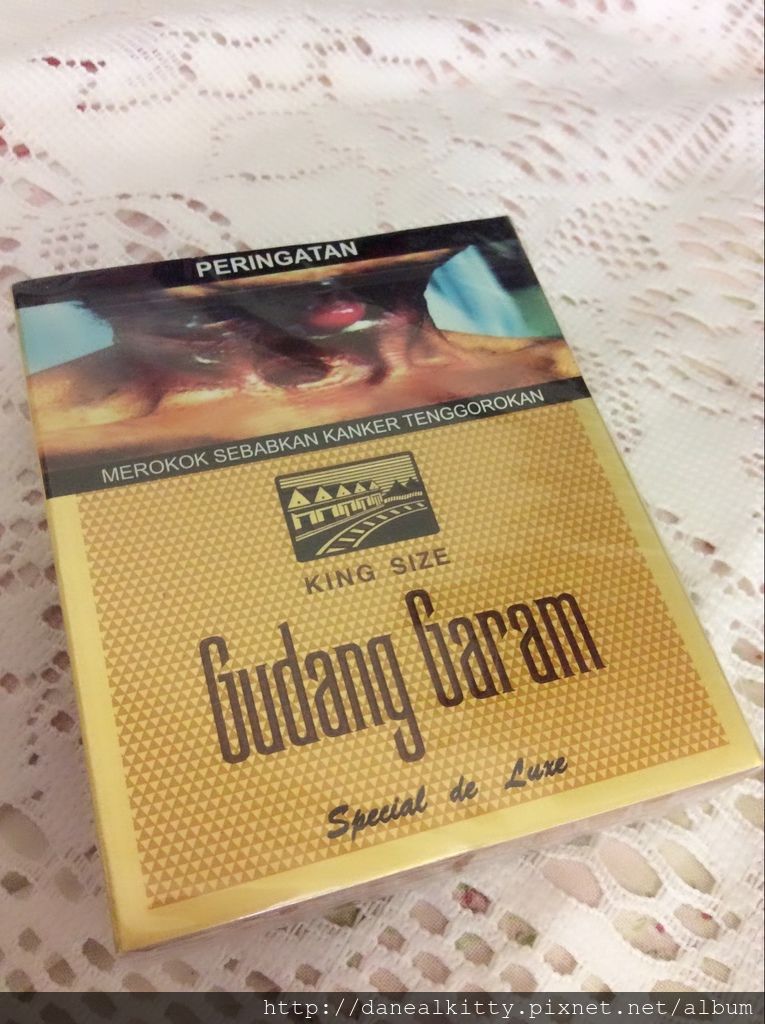 PERINGATAN
MEROKOK SEBABKAN KANKER TENGGOROKAN
KING SIZE
Gudang Garam
Special de Luxe
http://danealkitty.pixnet.net/album